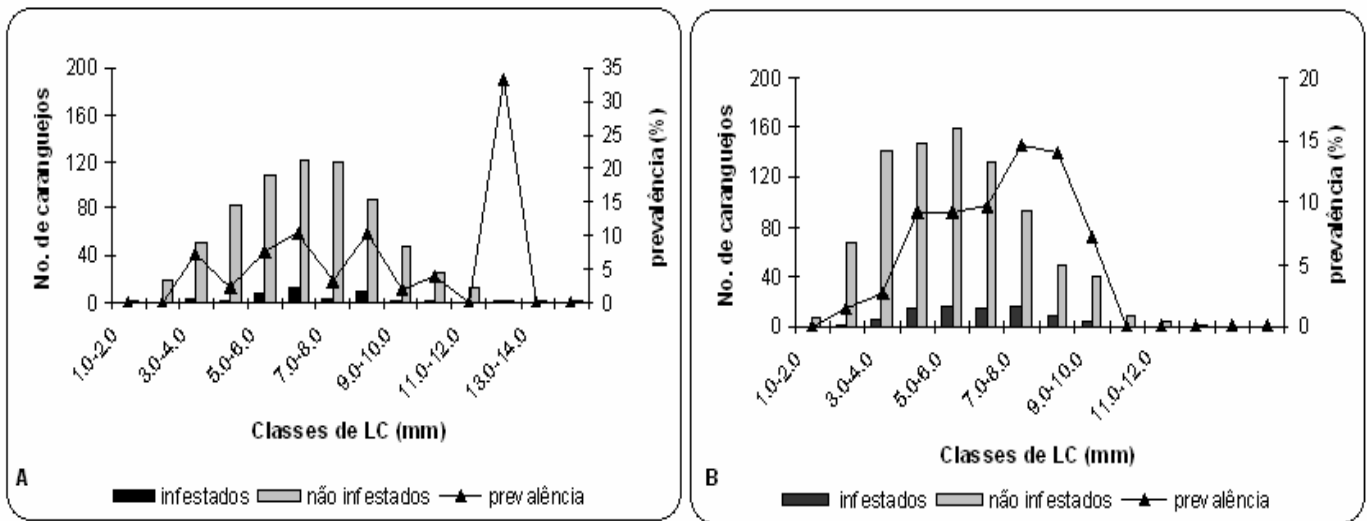 200
160
120
80
40
0
No. de caranguejos
35
30
25
20
15
10
5
0
prevalência (%)
1.0-2.0
3.0-4.0
5.0-6.0
7.0-8.0
9.0-10.0
11.0-12.0
13.0-14.0
Classes de LC (mm)
A
infestados
não infestados
prevalência
200
160
120
80
40
0
No. de caranguejos
20
15
10
5
0
prevalência (%)
1.0-2.0
3.0-4.0
5.0-6.0
7.0-8.0
9.0-10.0
11.0-12.0
Classes de LC (mm)
B
infestados
não infestados
prevalência